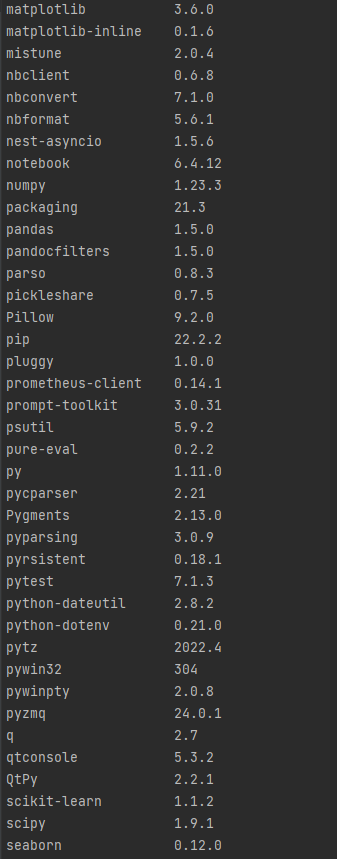 matplotlib 3.6.0
matplotlib-inline 0.1.6
mistune 2.0.4
nbclient 0.6.8
nbconvert 7.1.0
nbformat 5.6.1
nest-asyncio 1.5.6
notebook 6.4.12
numpy 1.23.3
packaging 21.3
pandas 1.5.0
pandocfilters 1.5.0
parso 0.8.3
pickleshare 0.7.5
Pillow 9.2.0
pip 22.2.2
pluggy 1.0.0
prometheus-client 0.14.1
prompt-toolkit 3.0.31
psutil 5.9.2
pure-eval 0.2.2
py 1.11.0
pycparser 2.21
Pygments 2.13.0
pyparsing 3.0.9
pyrsistent 0.18.1
pytest 7.1.3
python-dateutil 2.8.2
python-dotenv 0.21.0
pytz 2022.4
pywin32 304
pywinpty 2.0.8
pyzmq 24.0.1
q 2.7
qtconsole 5.3.2
QtPy 2.2.1
scikit-learn 1.1.2
scipy 1.9.1
seaborn 0.12.0